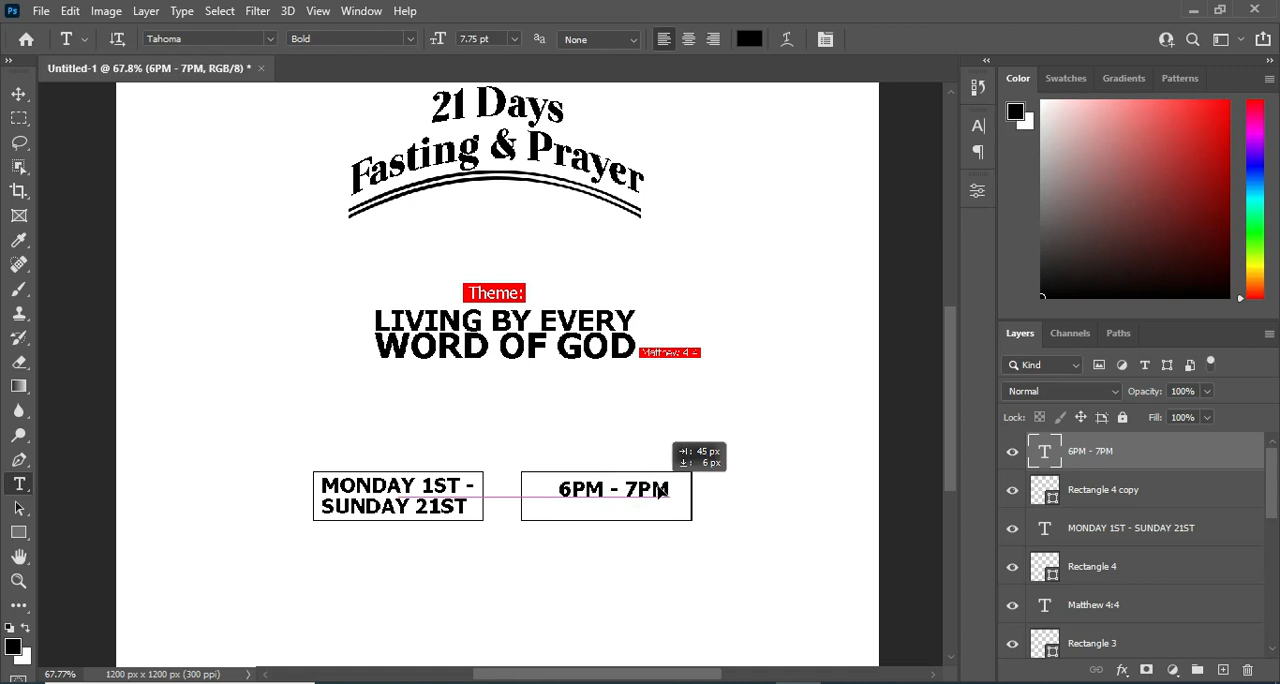 File Edit Image Layer Type Select Filter 3D View Window Help
Tahoma Bold 7.75 pt None
Untitled-1 @ 67.8% (6PM - 7PM, RGB/8) *
21 Days
Fasting & Prayer
Theme:
LIVING BY EVERY
WORD OF GOD
Matthew 4:4
45 px
6 px
MONDAY 1ST -
SUNDAY 21ST
6PM - 7PM
Color Swatches Gradients Patterns
Layers Channels Paths
Kind
Normal Opacity: 100%
Lock: Fill: 100%
6PM - 7PM
Rectangle 4 copy
MONDAY 1ST - SUNDAY 21ST
Rectangle 4
Matthew 4:4
Rectangle 3
67.77% 1200 px x 1200 px (300 ppi)